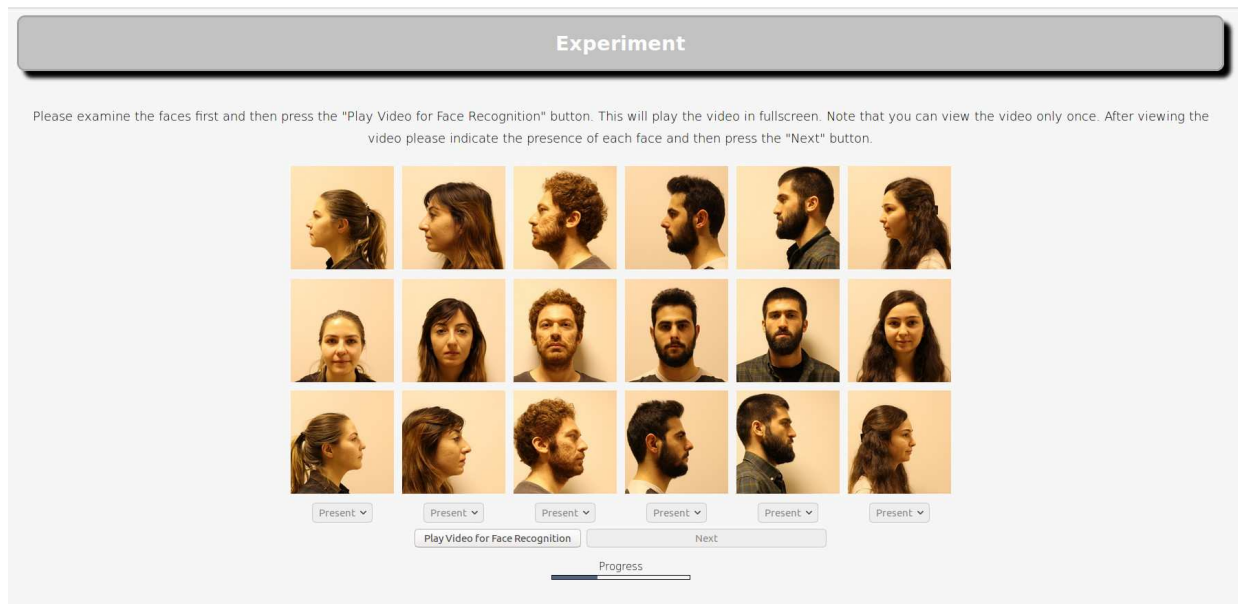 Experiment
Please examine the faces first and then press the "Play Video for Face Recognition" button. This will play the video in fullscreen. Note that you can view the video only once. After viewing the
video please indicate the presence of each face and then press the "Next" button.
Present Present Present Present Present Present
Play Video for Face Recognition Next
Progress